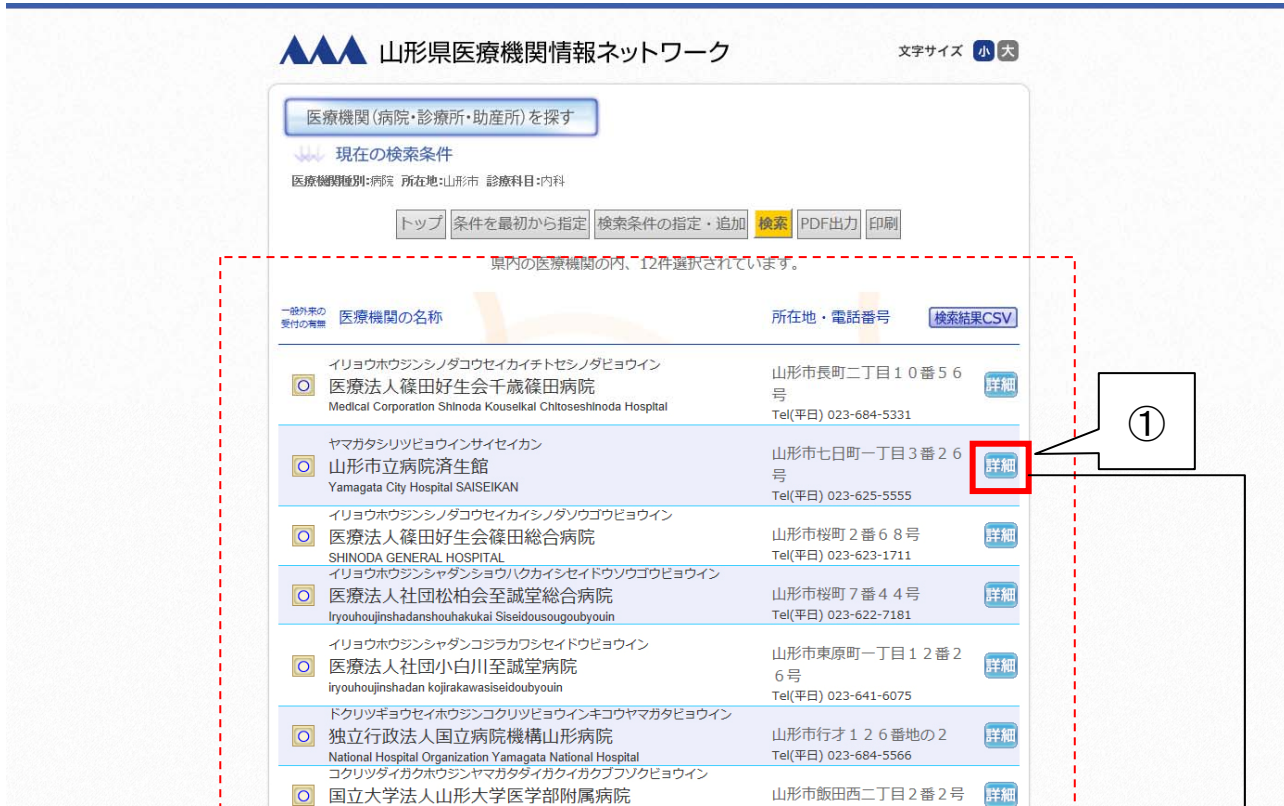 山形県医療機関情報ネットワーク
文字サイズ 小 大
医療機関(病院・診療所・助産所)を探す
現在の検索条件
医療機関種別:病院 所在地:山形市 診療科目:内科
トップ 条件を最初から指定 検索条件の指定・追加 検索 PDF出力 印刷
県内の医療機関の内、12件選択されています。
一般外来の
受付の有無 医療機関の名称 所在地・電話番号 検索結果CSV
イリョウホウジンシノダコウセイカイチトセシノダビョウイン
医療法人篠田好生会千歳篠田病院
Medical Corporation Shinoda Kouseikai Chitoseshinoda Hospital
山形市長町二丁目10番56
号
Tel(平日) 023-684-5331
詳細
①
ヤマガタシリツビョウインサイセイカン
山形市立病院済生館
Yamagata City Hospital SAISEIKAN
山形市七日町一丁目3番26
号
Tel(平日) 023-625-5555
詳細
イリョウホウジンシノダコウセイカイシノダソウゴウビョウイン
医療法人篠田好生会篠田総合病院
SHINODA GENERAL HOSPITAL
山形市桜町2番68号
Tel(平日) 023-623-1711
詳細
イリョウホウジンシャダンショウハクカイシセイドウソウゴウビョウイン
医療法人社団松柏会至誠堂総合病院
Iryouhoujinshadanshouhakukai Siseidousougoubyouin
山形市桜町7番44号
Tel(平日) 023-622-7181
詳細
イリョウホウジンシャダンコジラカワシセイドウビョウイン
医療法人社団小白川至誠堂病院
iryouhoujinshadan kojirakawasiseidoubyouin
山形市東原町一丁目12番2
6号
Tel(平日) 023-641-6075
詳細
ドクリツギョウセイホウジンコクリツビョウインキコウヤマガタビョウイン
独立行政法人国立病院機構山形病院
National Hospital Organization Yamagata National Hospital
山形市行才126番地の2
Tel(平日) 023-684-5566
詳細
コクリツダイガクホウジンヤマガタダイガクイガクブフゾクビョウイン
国立大学法人山形大学医学部附属病院
山形市飯田西二丁目2番2号
詳細